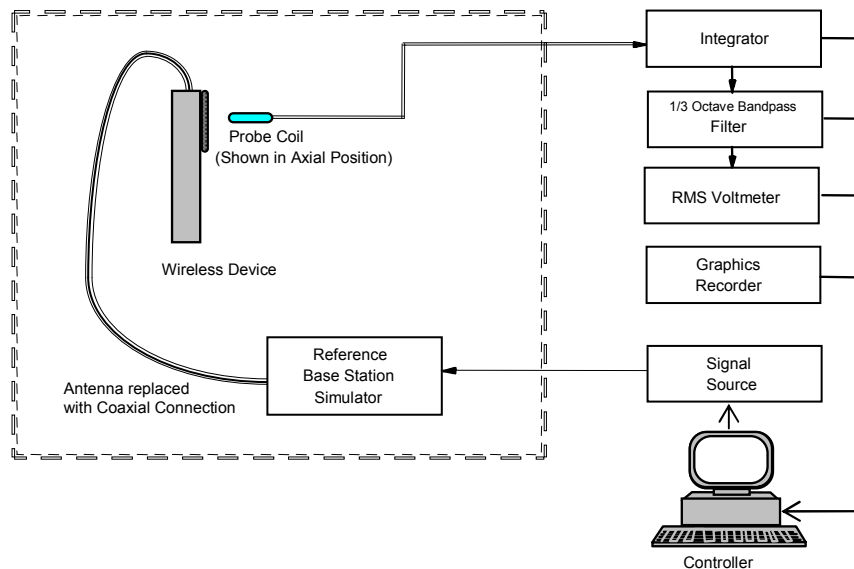 Integrator
1/3 Octave Bandpass
Filter
RMS Voltmeter
Graphics
Recorder
Signal
Source
Controller
Probe Coil
(Shown in Axial Position)
Wireless Device
Reference
Base Station
Simulator
Antenna replaced
with Coaxial Connection